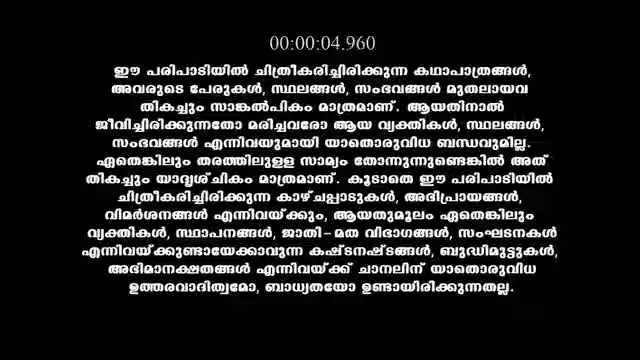 00:00:04.960
ഈ പരിപാടിയിൽ ചിത്രീകരിച്ചിരിക്കുന്ന കഥാപാത്രങ്ങൾ,
അവരുടെ പേരുകൾ, സ്ഥലങ്ങൾ, സംഭവങ്ങൾ മുതലായവ
തികച്ചും സാങ്കൽപികം മാത്രമാണ്. ആയതിനാൽ
ജീവിച്ചിരിക്കുന്നതോ മരിച്ചവരോ ആയ വ്യക്തികൾ, സ്ഥലങ്ങൾ,
സംഭവങ്ങൾ എന്നിവയുമായി യാതൊരുവിധ ബന്ധവുമില്ല.
ഏതെങ്കിലും തരത്തിലുളള സാമ്യം തോന്നുന്നുണ്ടെങ്കിൽ അത്
തികച്ചും യാദൃശ്ചികം മാത്രമാണ്. കൂടാതെ ഈ പരിപാടിയിൽ
ചിത്രീകരിച്ചിരിക്കുന്ന കാഴ്ചപ്പാടുകൾ, അഭിപ്രായങ്ങൾ,
വിമർശനങ്ങൾ എന്നിവയ്ക്കും, ആയതുമൂലം ഏതെങ്കിലും
വ്യക്തികൾ, സ്ഥാപനങ്ങൾ, ജാതി-മത വിഭാഗങ്ങൾ, സംഘടനകൾ
എന്നിവയ്ക്കുണ്ടായേക്കാവുന്ന കഷ്ടനഷ്ടങ്ങൾ, ബുദ്ധിമുട്ടുകൾ,
അഭിമാനക്ഷതങ്ങൾ എന്നിവയ്ക്ക് ചാനലിന് യാതൊരുവിധ
ഉത്തരവാദിത്വമോ, ബാധ്യതയോ ഉണ്ടായിരിക്കുന്നതല്ല.